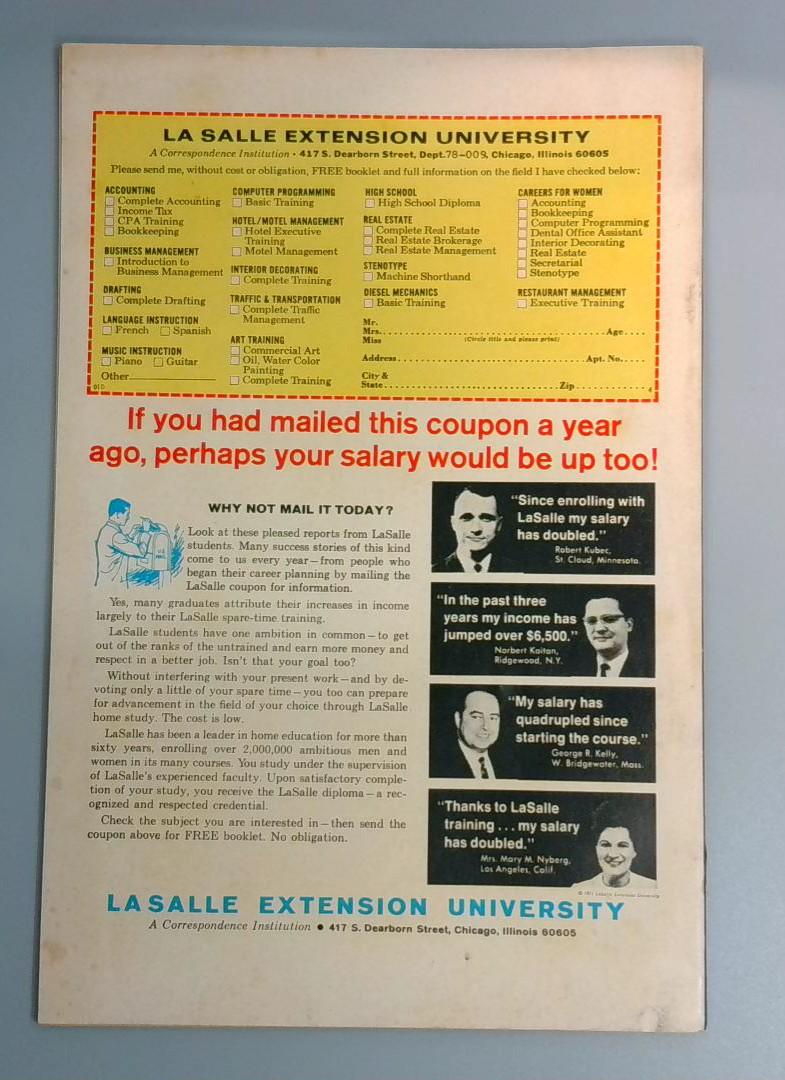 LA SALLE EXTENSION UNIVERSITY
A Correspondence Institution • 417 S. Dearborn Street, Dept.78-009, Chicago, Illinois 60605
Please send me, without cost or obligation, FREE booklet and full information on the field I have checked below:
ACCOUNTING
Complete Accounting
Income Tax
CPA Training
Bookkeeping
BUSINESS MANAGEMENT
Introduction to
Business Management
DRAFTING
Complete Drafting
LANGUAGE INSTRUCTION
French Spanish
MUSIC INSTRUCTION
Piano Guitar
Other
01D
COMPUTER PROGRAMMING
Basic Training
HOTEL/MOTEL MANAGEMENT
Hotel Executive
Training
Motel Management
INTERIOR DECORATING
Complete Training
TRAFFIC & TRANSPORTATION
Complete Traffic
Management
ART TRAINING
Commercial Art
Oil, Water Color
Painting
Complete Training
HIGH SCHOOL
High School Diploma
REAL ESTATE
Complete Real Estate
Real Estate Brokerage
Real Estate Management
STENOTYPE
Machine Shorthand
DIESEL MECHANICS
Basic Training
CAREERS FOR WOMEN
Accounting
Bookkeeping
Computer Programming
Dental Office Assistant
Interior Decorating
Real Estate
Secretarial
Stenotype
RESTAURANT MANAGEMENT
Executive Training
Mr.
Mrs. Age
Miss (Circle title and please print)
Address Apt. No.
City &
State Zip
4
If you had mailed this coupon a year
ago, perhaps your salary would be up too!
WHY NOT MAIL IT TODAY?
U.S.
MAIL
Look at these pleased reports from LaSalle
students. Many success stories of this kind
come to us every year—from people who
began their career planning by mailing the
LaSalle coupon for information.
Yes, many graduates attribute their increases in income
largely to their LaSalle spare-time training.
LaSalle students have one ambition in common—to get
out of the ranks of the untrained and earn more money and
respect in a better job. Isn't that your goal too?
Without interfering with your present work—and by de-
voting only a little of your spare time—you too can prepare
for advancement in the field of your choice through LaSalle
home study. The cost is low.
LaSalle has been a leader in home education for more than
sixty years, enrolling over 2,000,000 ambitious men and
women in its many courses. You study under the supervision
of LaSalle's experienced faculty. Upon satisfactory comple-
tion of your study, you receive the LaSalle diploma—a rec-
ognized and respected credential.
Check the subject you are interested in—then send the
coupon above for FREE booklet. No obligation.
"Since enrolling with
LaSalle my salary
has doubled."
Robert Kubec,
St. Cloud, Minnesota.
"In the past three
years my income has
jumped over $6,500."
Norbert Kaitan,
Ridgewood, N.Y.
"My salary has
quadrupled since
starting the course."
George R. Kelly,
W. Bridgewater, Mass.
"Thanks to LaSalle
training...my salary
has doubled."
Mrs. Mary M. Nyberg,
Los Angeles, Calif.
© 1971 LaSalle Extension University
LASALLE EXTENSION UNIVERSITY
A Correspondence Institution • 417 S. Dearborn Street, Chicago, Illinois 60605